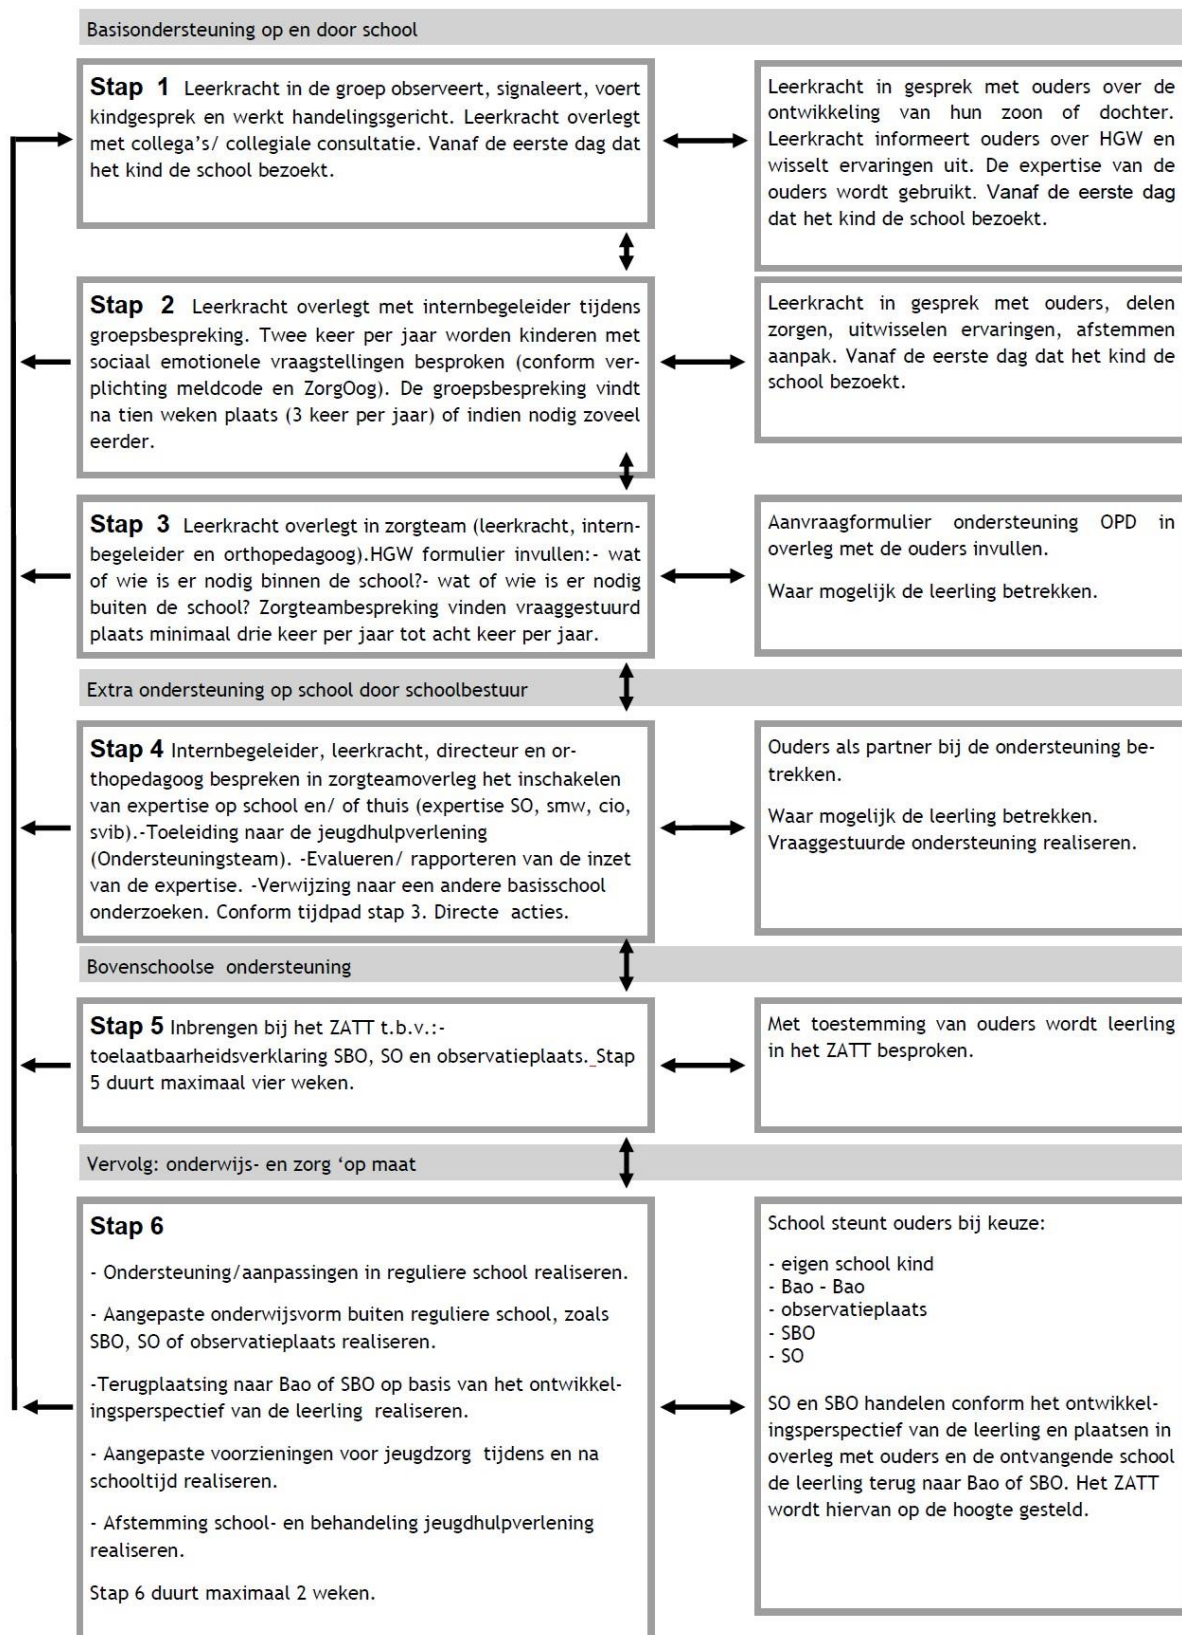 Basisondersteuning op en door school
Stap 1 Leerkracht in de groep observeert, signaleert, voert
kindgesprek en werkt handelingsgericht. Leerkracht overlegt
met collega's/ collegiale consultatie. Vanaf de eerste dag dat
het kind de school bezoekt.
Leerkracht in gesprek met ouders over de
ontwikkeling van hun zoon of dochter.
Leerkracht informeert ouders over HGW en
wisselt ervaringen uit. De expertise van de
ouders wordt gebruikt. Vanaf de eerste dag
dat het kind de school bezoekt.
Stap 2 Leerkracht overlegt met internbegeleider tijdens
groepsbespreking. Twee keer per jaar worden kinderen met
sociaal emotionele vraagstellingen besproken (conform ver-
plichting meldcode en ZorgOog). De groepsbespreking vindt
na tien weken plaats (3 keer per jaar) of indien nodig zoveel
eerder.
Leerkracht in gesprek met ouders, delen
zorgen, uitwisselen ervaringen, afstemmen
aanpak. Vanaf de eerste dag dat het kind de
school bezoekt.
Stap 3 Leerkracht overlegt in zorgteam (leerkracht, intern-
begeleider en orthopedagoog).HGW formulier invullen:- wat
of wie is er nodig binnen de school?- wat of wie is er nodig
buiten de school? Zorgteambespreking vinden vraaggestuurd
plaats minimaal drie keer per jaar tot acht keer per jaar.
Aanvraagformulier ondersteuning OPD in
overleg met de ouders invullen.
Waar mogelijk de leerling betrekken.
Extra ondersteuning op school door schoolbestuur
Stap 4 Internbegeleider, leerkracht, directeur en or-
thopedagoog bespreken in zorgteamoverleg het inschakelen
van expertise op school en/ of thuis (expertise SO, smw, cio,
svib).-Toeleiding naar de jeugdhulpverlening
(Ondersteuningsteam). -Evalueren/ rapporteren van de inzet
van de expertise. -Verwijzing naar een andere basisschool
onderzoeken. Conform tijdpad stap 3. Directe acties.
Ouders als partner bij de ondersteuning be-
trekken.
Waar mogelijk de leerling betrekken.
Vraaggestuurde ondersteuning realiseren.
Bovenschoolse ondersteuning
Stap 5 Inbrengen bij het ZATT t.b.v.:-
toelaatbaarheidsverklaring SBO, SO en observatieplaats. Stap
5 duurt maximaal vier weken.
Met toestemming van ouders wordt leerling
in het ZATT besproken.
Vervolg: onderwijs- en zorg ‘op maat
Stap 6
- Ondersteuning/aanpassingen in reguliere school realiseren.
- Aangepaste onderwijsvorm buiten reguliere school, zoals
SBO, SO of observatieplaats realiseren.
-Terugplaatsing naar Bao of SBO op basis van het ontwikkel-
ingsperspectief van de leerling realiseren.
- Aangepaste voorzieningen voor jeugdzorg tijdens en na
schooltijd realiseren.
- Afstemming school- en behandeling jeugdhulpverlening
realiseren.
Stap 6 duurt maximaal 2 weken.
School steunt ouders bij keuze:
- eigen school kind
- Bao – Bao
- observatieplaats
- SBO
- SO
SO en SBO handelen conform het ontwikkel-
ingsperspectief van de leerling en plaatsen in
overleg met ouders en de ontvangende school
de leerling terug naar Bao of SBO. Het ZATT
wordt hiervan op de hoogte gesteld.